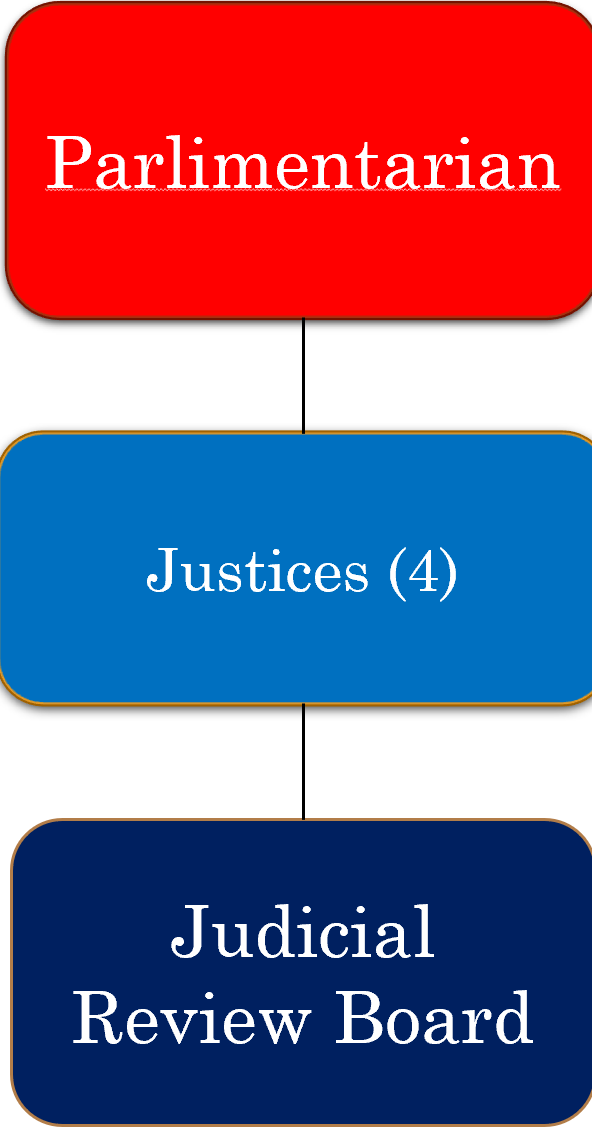 Parlimentarian
Justices (4)
Judicial
Review Board